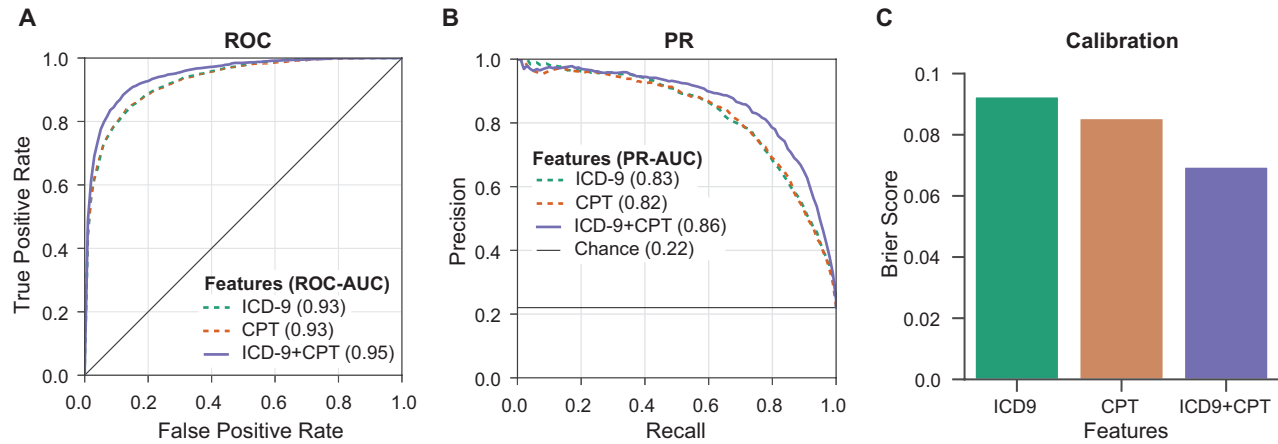 A
ROC
True Positive Rate
1.0
0.8
0.6
0.4
0.2
0.0
Features (ROC-AUC)
ICD-9 (0.93)
CPT (0.93)
ICD-9+CPT (0.95)
0.0 0.2 0.4 0.6 0.8 1.0
False Positive Rate
B
PR
Precision
1.0
0.8
0.6
0.4
0.2
0.0
Features (PR-AUC)
ICD-9 (0.83)
CPT (0.82)
ICD-9+CPT (0.86)
Chance (0.22)
0.0 0.2 0.4 0.6 0.8 1.0
Recall
C
Calibration
Brier Score
0.1
0.08
0.06
0.04
0.02
0.0
ICD9 CPT ICD9+CPT
Features